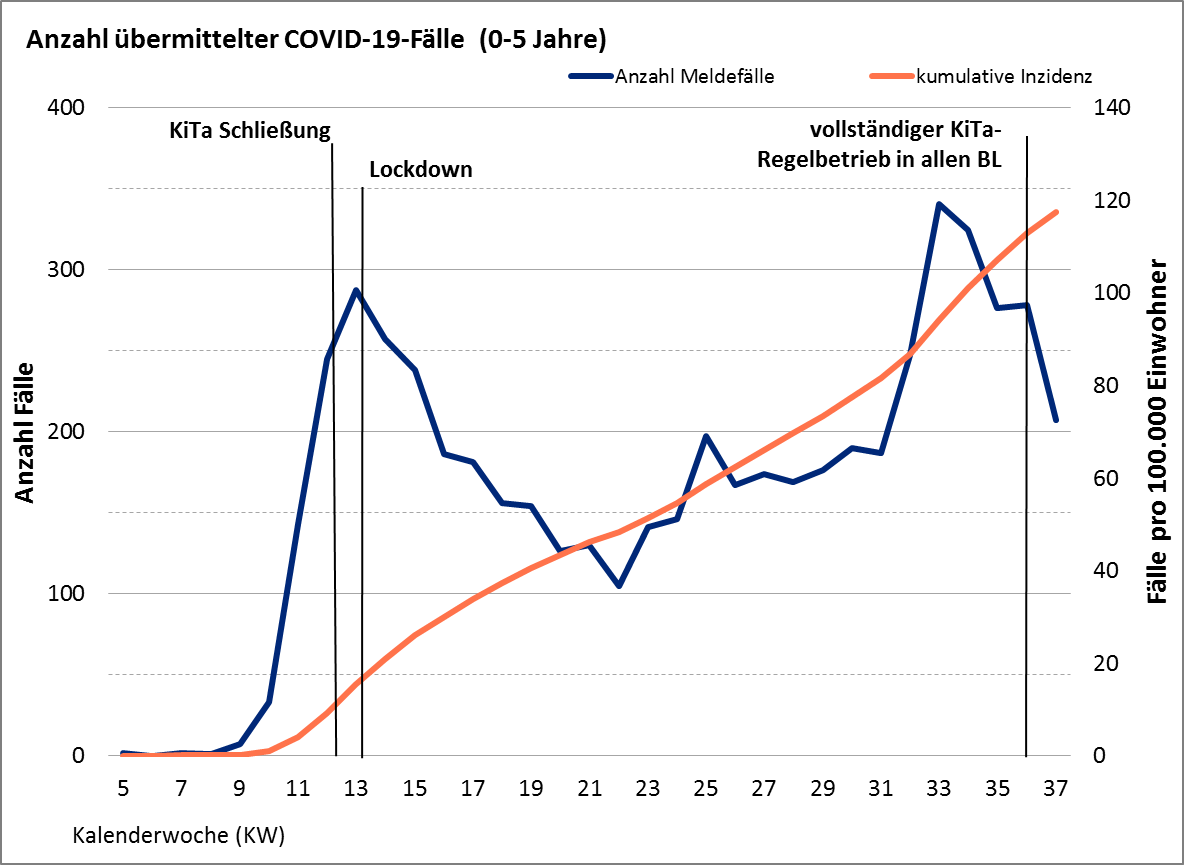 Anzahl übermittelter COVID-19-Fälle (0-5 Jahre)
Anzahl Meldefälle
kumulative Inzidenz
KiTa Schließung
Lockdown
vollständiger KiTa-
Regelbetrieb in allen BL
Anzahl Fälle
400
300
200
100
0
140
120
100
80
60
40
20
0
Fälle pro 100.000 Einwohner
5 7 9 11 13 15 17 19 21 23 25 27 29 31 33 35 37
Kalenderwoche (KW)